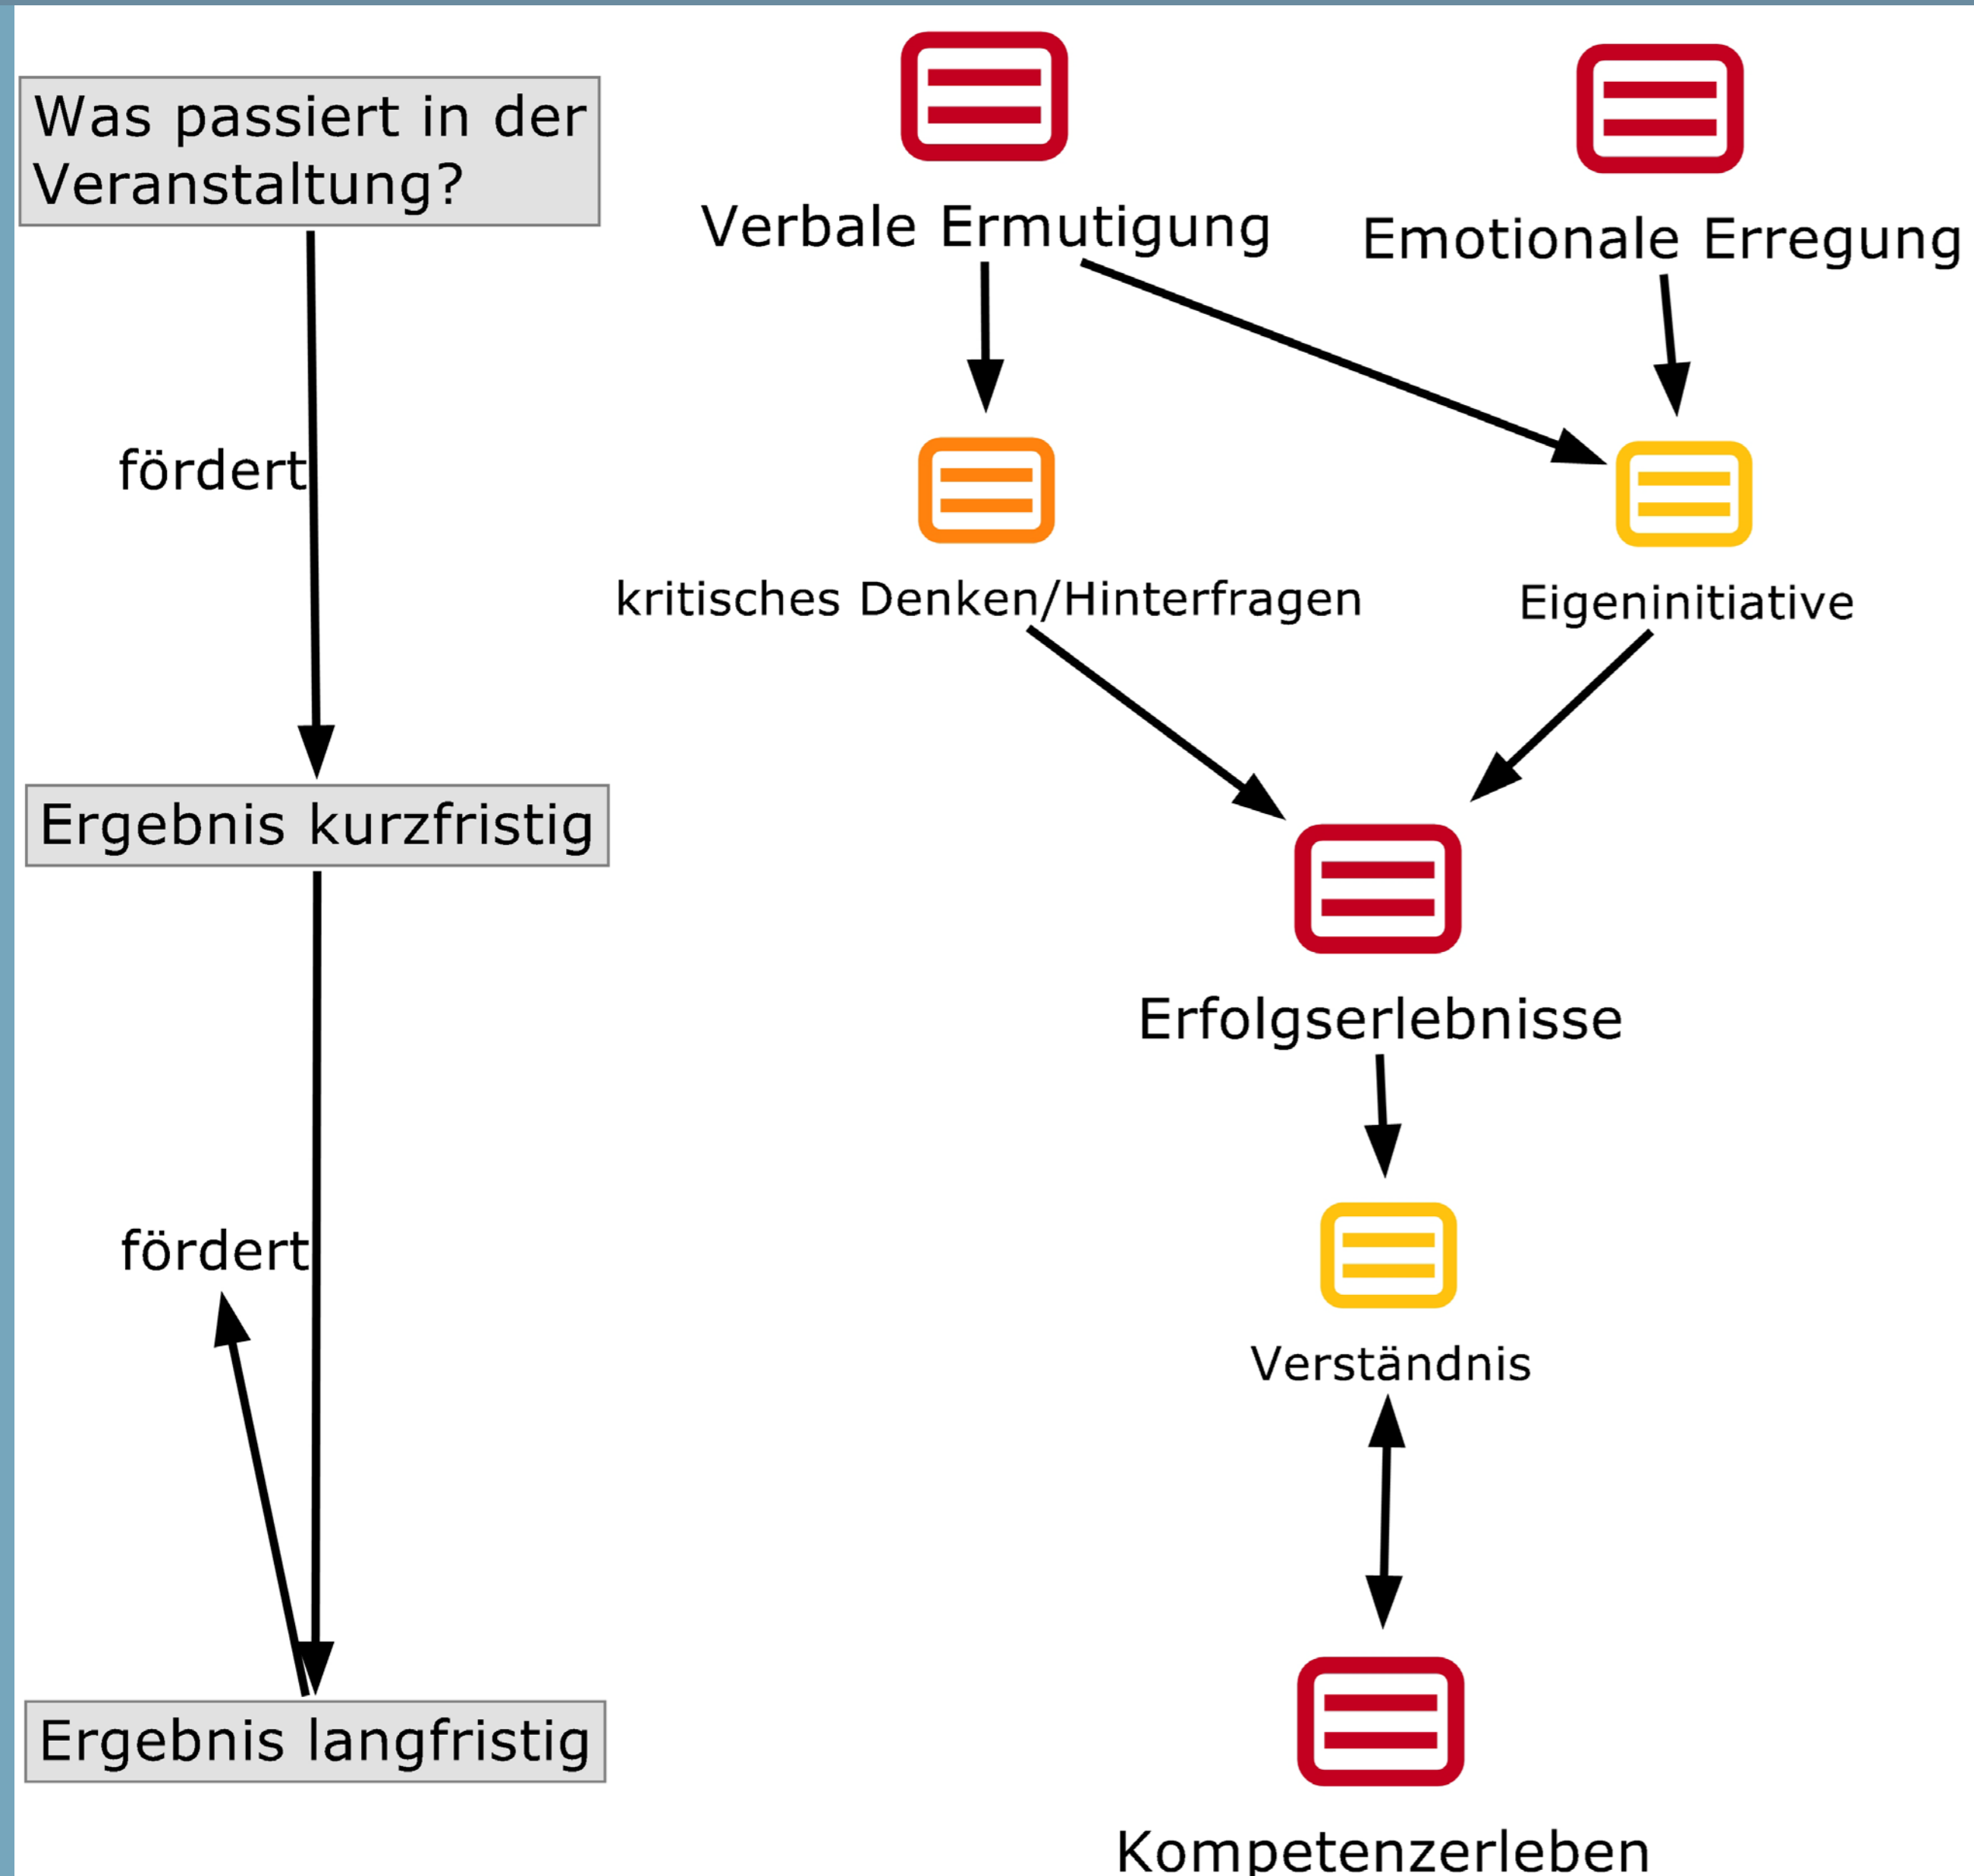 Was passiert in der
Veranstaltung?
Verbale Ermutigung
Emotionale Erregung
fördert
kritisches Denken/Hinterfragen
Eigeninitiative
Ergebnis kurzfristig
Erfolgserlebnisse
fördert
Verständnis
Ergebnis langfristig
Kompetenzerleben